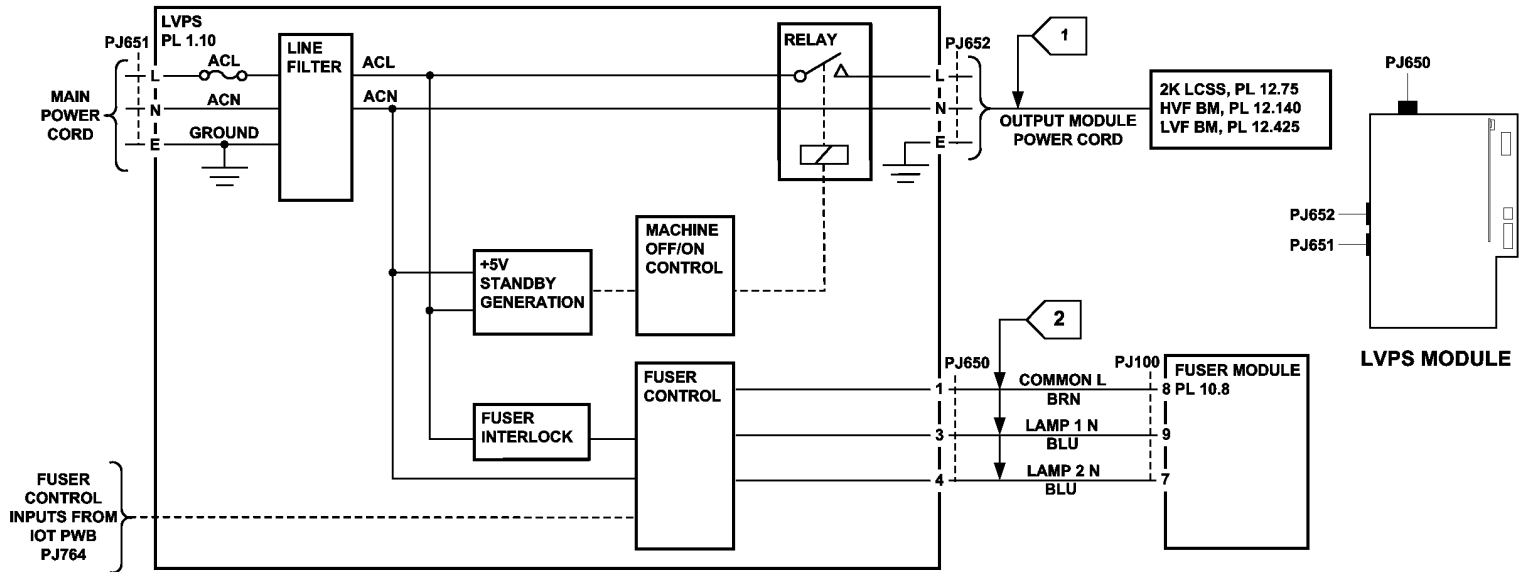 LVPS
PL 1.10
PJ651
MAIN
POWER
CORD
L
N
E
ACL
ACN
GROUND
LINE
FILTER
ACL
ACN
RELAY
PJ652
L
N
E
1
OUTPUT MODULE
POWER CORD
2K LCSS, PL 12.75
HVF BM, PL 12.140
LVF BM, PL 12.425
PJ650
PJ652
PJ651
LVPS MODULE
+5V
STANDBY
GENERATION
MACHINE
OFF/ON
CONTROL
FUSER
INTERLOCK
FUSER
CONTROL
2
PJ650
PJ100
1
COMMON L
BRN
8
3
LAMP 1 N
BLU
9
4
LAMP 2 N
BLU
7
FUSER MODULE
PL 10.8
FUSER
CONTROL
INPUTS FROM
IOT PWB
PJ764